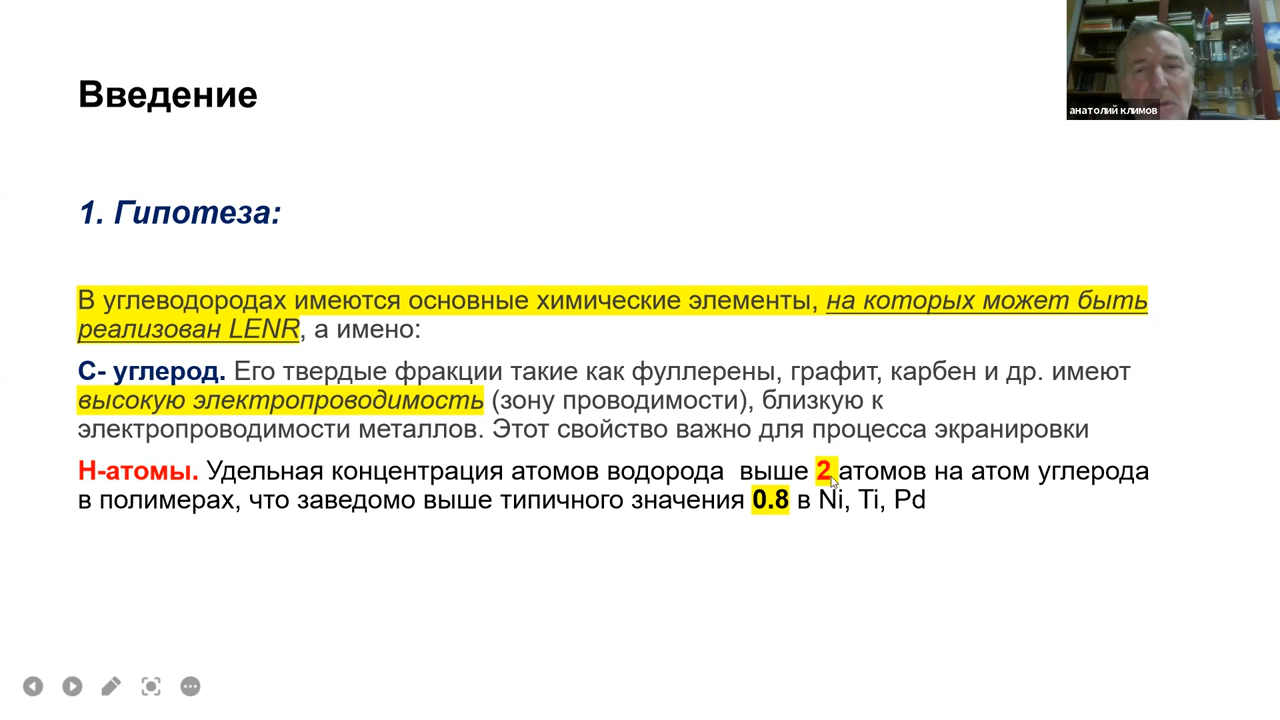 Введение
анатолий климов
1. Гипотеза:
В углеводородах имеются основные химические элементы, на которых может быть
реализован LENR, а имено:
С- углерод. Его твердые фракции такие как фуллерены, графит, карбен и др. имеют
высокую электропроводимость (зону проводимости), близкую к
электропроводимости металлов. Этот свойство важно для процесса экранировки
Н-атомы. Удельная концентрация атомов водорода выше 2 атомов на атом углерода
в полимерах, что заведомо выше типичного значения 0.8 в Ni, Ti, Pd